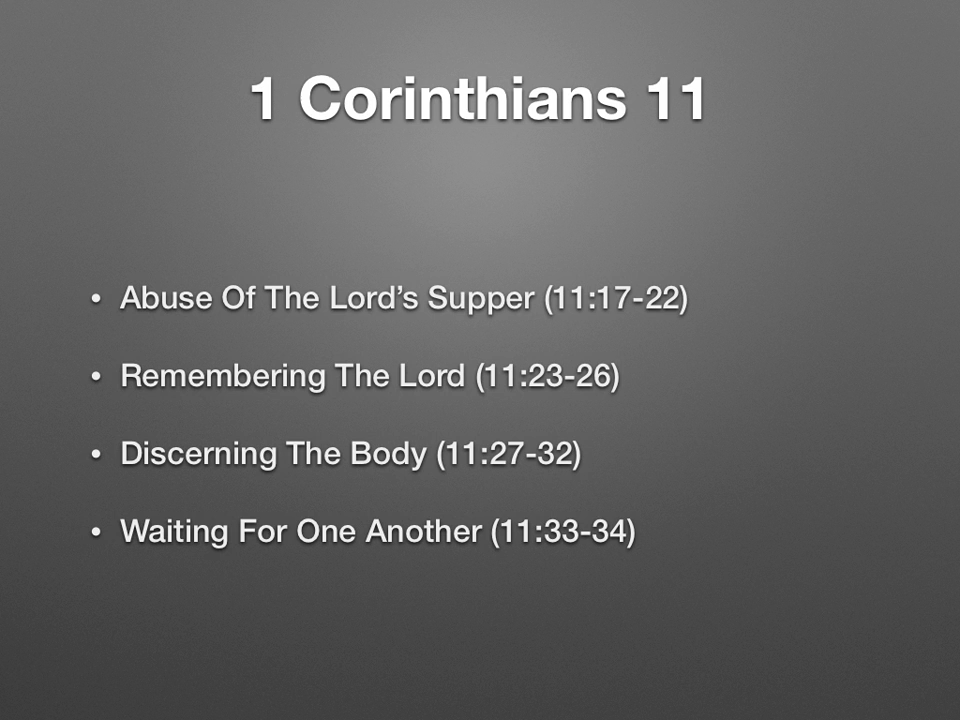 1 Corinthians 11
• Abuse Of The Lord’s Supper (11:17-22)
• Remembering The Lord (11:23-26)
• Discerning The Body (11:27-32)
• Waiting For One Another (11:33-34)